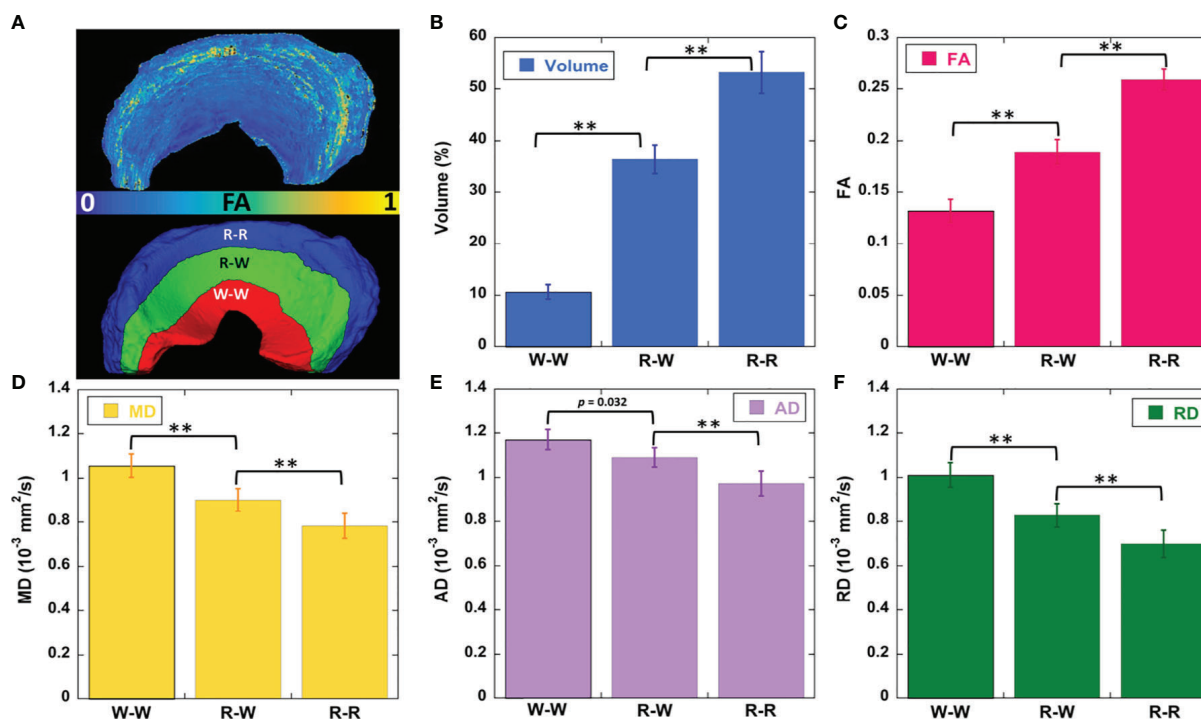 A
0 FA 1
R-R
R-W
W-W
B
Volume
**
**
Volume (%)
60
50
40
30
20
10
0
W-W R-W R-R
C
FA
**
**
FA
0.3
0.25
0.2
0.15
0.1
0.05
0
W-W R-W R-R
D
MD
**
**
MD (10⁻³ mm²/s)
1.4
1.2
1
0.8
0.6
0.4
0.2
0
W-W R-W R-R
E
AD
p = 0.032
**
AD (10⁻³ mm²/s)
1.4
1.2
1
0.8
0.6
0.4
0.2
0
W-W R-W R-R
F
RD
**
**
RD (10⁻³ mm²/s)
1.4
1.2
1
0.8
0.6
0.4
0.2
0
W-W R-W R-R